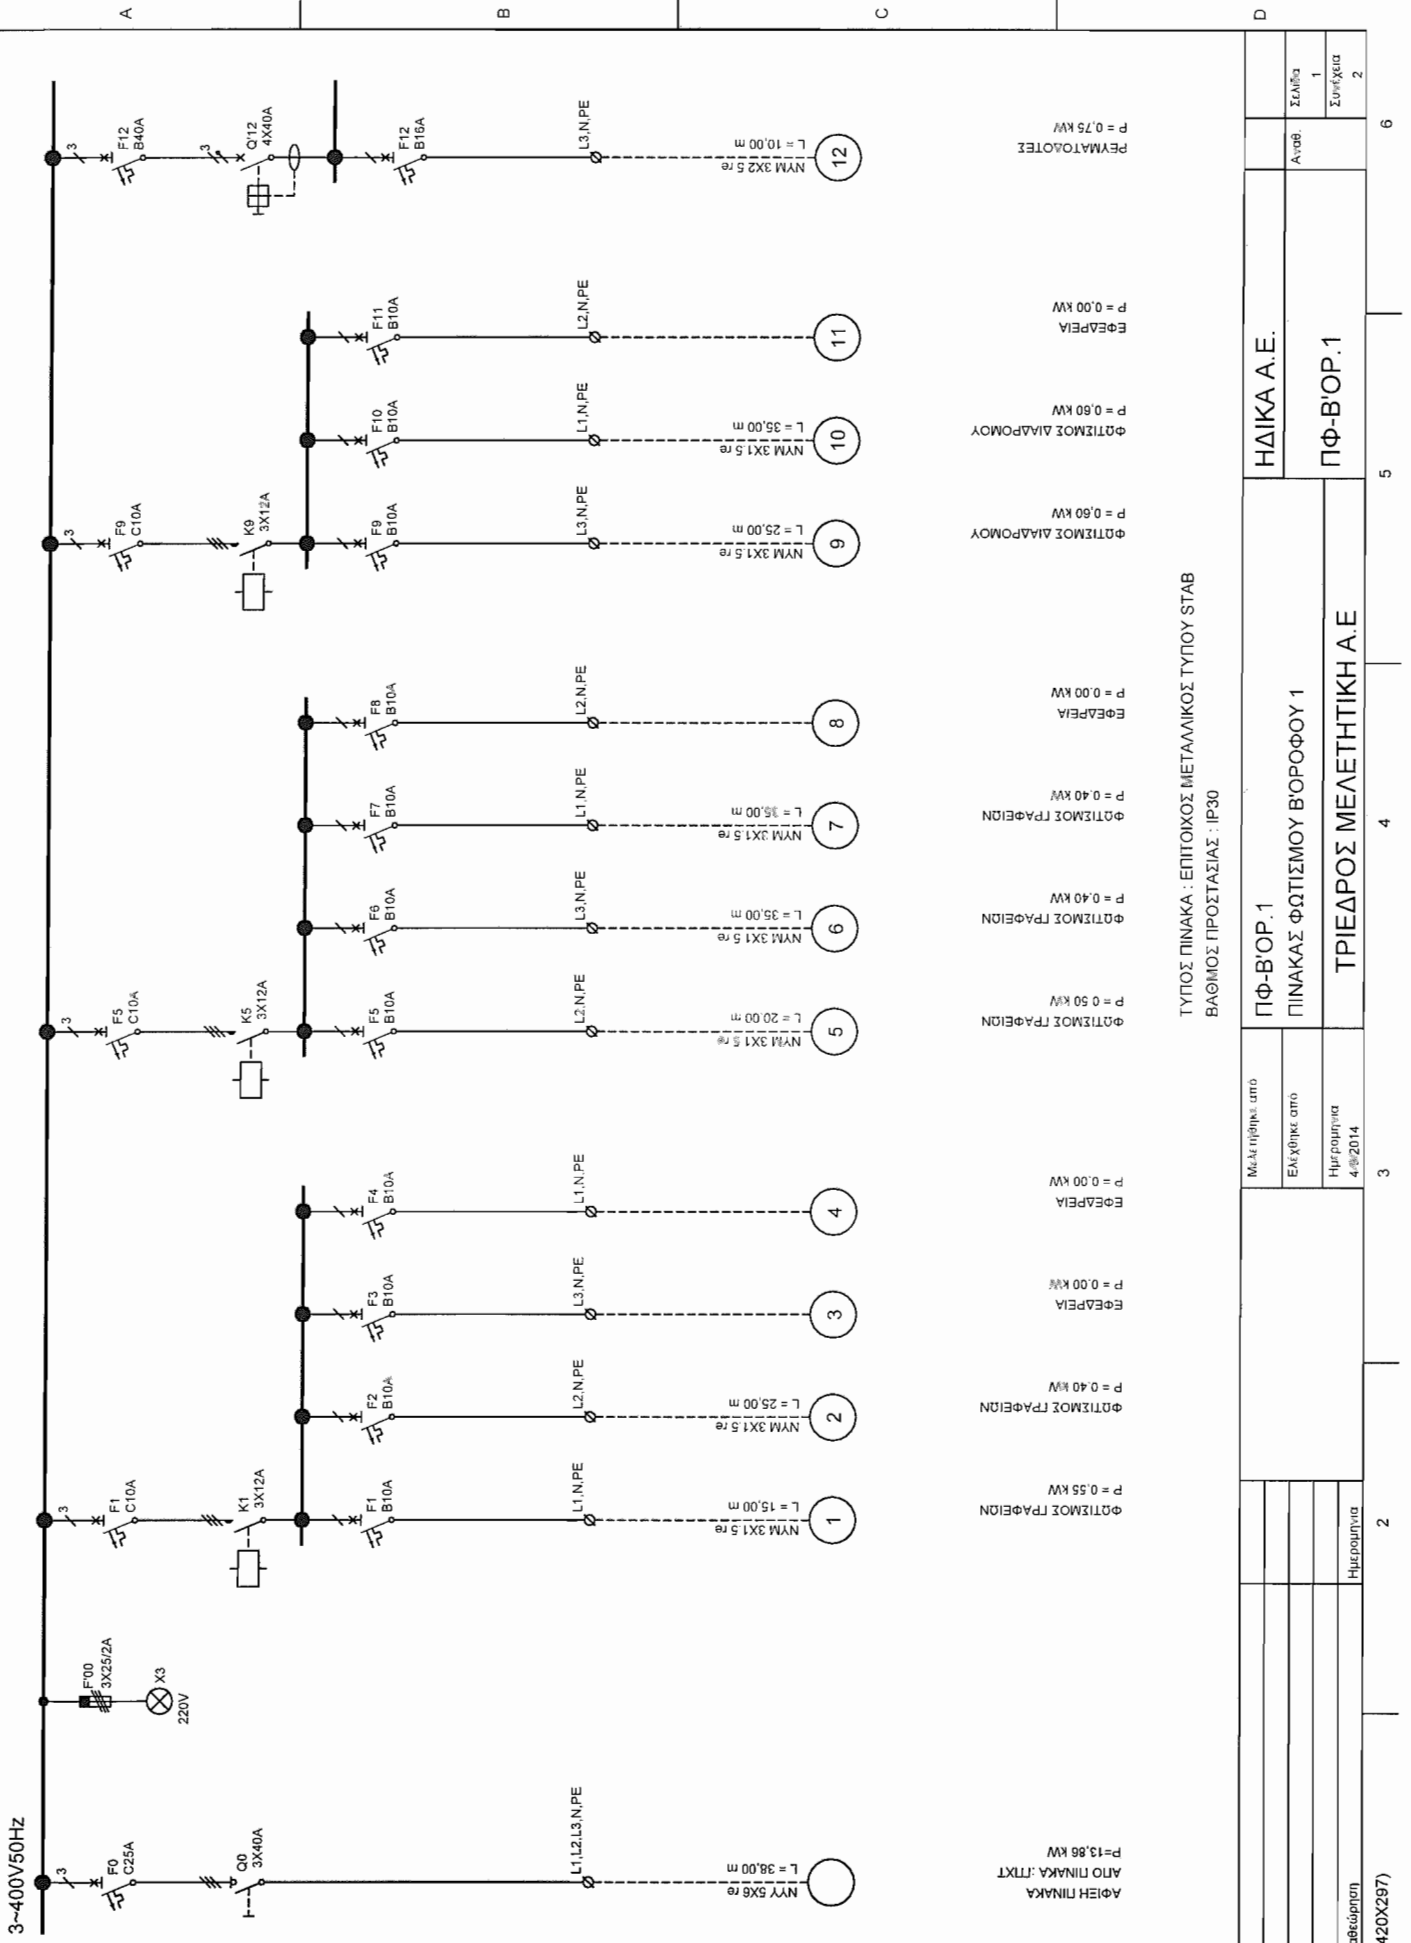 3~400V50Hz
A
B
C
D
3
F0
C25A
Q0
3X40A
L1,L2,L3,N,PE
NYY 5X6 re
L = 38,00 m
ΑΦΙΞΗ ΠΙΝΑΚΑ
P=13,86 kW
F'00
3X25/2A
X3
220V
3
F1
C10A
K1
3X12A
F1
B10A
L1,N,PE
NYM 3X1.5 re
L = 15,00 m
1
ΦΩΤΙΣΜΟΣ ΓΡΑΦΕΙΩΝ
P = 0,55 kW
F2
B10A
L2,N,PE
NYM 3X1.5 re
L = 25,00 m
2
ΦΩΤΙΣΜΟΣ ΓΡΑΦΕΙΩΝ
P = 0.40 kW
F3
B10A
L3,N,PE
3
ΕΦΕΔΡΕΙΑ
P = 0.00 kW
F4
B10A
L1,N,PE
4
ΕΦΕΔΡΕΙΑ
P = 0.00 kW
3
F5
C10A
K5
3X12A
F5
B10A
L2,N,PE
NYM 3X1.5 re
L = 20.00 m
5
ΦΩΤΙΣΜΟΣ ΓΡΑΦΕΙΩΝ
P = 0.50 kW
F6
B10A
L3,N,PE
NYM 3X1.5 re
L = 35,00 m
6
ΦΩΤΙΣΜΟΣ ΓΡΑΦΕΙΩΝ
P = 0.40 kW
F7
B10A
L1,N,PE
NYM 3X1.5 re
L = 35,00 m
7
ΦΩΤΙΣΜΟΣ ΓΡΑΦΕΙΩΝ
P = 0.40 kW
F8
B10A
L2,N,PE
8
ΕΦΕΔΡΕΙΑ
P = 0.00 kW
3
F9
C10A
K9
3X12A
F9
B10A
L3,N,PE
NYM 3X1.5 re
L = 25,00 m
9
ΦΩΤΙΣΜΟΣ ΔΙΑΔΡΟΜΟΥ
P = 0,60 kW
F10
B10A
L1,N,PE
NYM 3X1.5 re
L = 35,00 m
10
ΦΩΤΙΣΜΟΣ ΔΙΑΔΡΟΜΟΥ
P = 0,60 kW
F11
B10A
L2,N,PE
11
ΕΦΕΔΡΕΙΑ
P = 0,00 kW
3
F12
B40A
3
Q'12
4X40A
F12
B16A
L3,N,PE
NYM 3X2.5 re
L = 10,00 m
12
ΡΕΥΜΑΤΟΔΟΤΕΣ
P = 0,75 kW
ΤΥΠΟΣ ΠΙΝΑΚΑ : ΕΠΙΤΟΙΧΟΣ ΜΕΤΑΛΛΙΚΟΣ ΤΥΠΟΥ STAB
ΒΑΘΜΟΣ ΠΡΟΣΤΑΣΙΑΣ : IP30
Ημερομηνια
Μελετήθηκε από
Ελέχθηκε από
Ημερομηνια
ΠΦ-Β'ΟΡ.1
ΠΙΝΑΚΑΣ ΦΩΤΙΣΜΟΥ Β'ΟΡΟΦΟΥ 1
ΤΡΙΕΔΡΟΣ ΜΕΛΕΤΗΤΙΚΗ Α.Ε
ΗΔΙΚΑ Α.Ε.
ΠΦ-Β'ΟΡ.1
Αναθ.
Σελίδα
1
Συνέχεια
2
2
3
4
5
6
420X297)